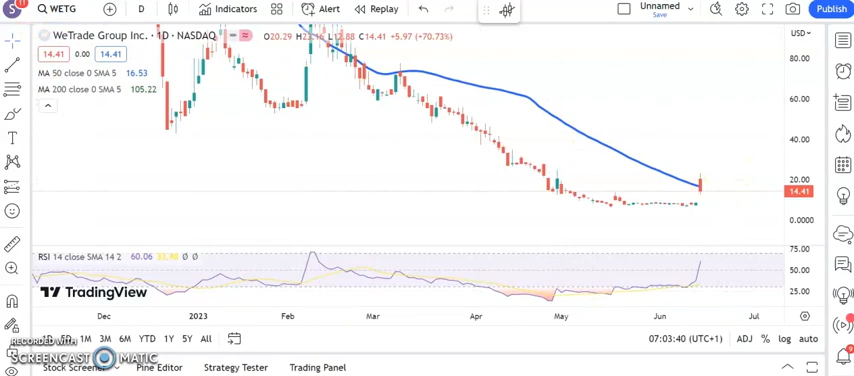 S 11 WETG D Indicators Alert Replay Unnamed Save Publish
WeTrade Group Inc. · 1D · NASDAQ O20.29 H22.16 L12.88 C14.41 +5.97 (+70.73%) USD
14.41 0.00 14.41
MA 50 close 0 SMA 5 16.53
MA 200 close 0 SMA 5 105.22
80.00
60.00
40.00
20.00
14.41
0.0000
RSI 14 close SMA 14 2 60.06 33.90 Ø Ø
75.00
50.00
25.00
TradingView
Dec 2023 Feb Mar Apr May Jun Jul
1D 5D 1M 3M 6M YTD 1Y 5Y All 07:03:40 (UTC+1) ADJ % log auto
RECORDED WITH
SCREENCAST MATIC
Stock Screener Pine Editor Strategy Tester Trading Panel